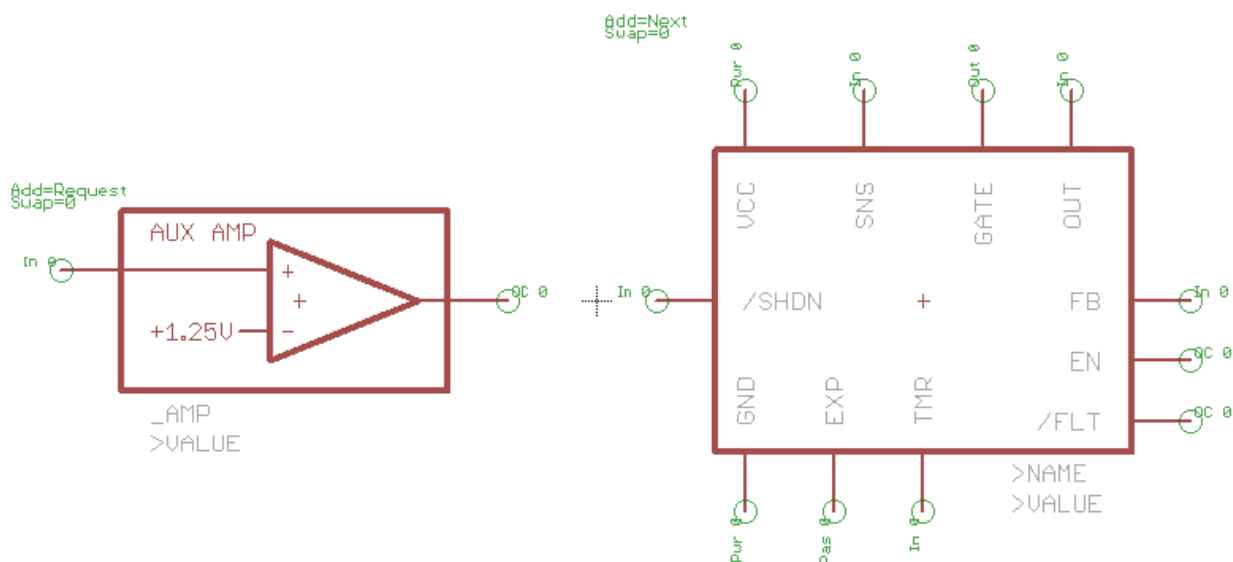 Add=Next
Swap=0
Pwr 0
In 0
Out 0
In 0
Add=Request
Swap=0
VCC
SNS
GATE
OUT
AUX AMP
In 0
+
+1.25V
-
OC 0
In 0
/SHDN
FB
In 0
EN
OC 0
GND
EXP
TMR
/FLT
OC 0
_AMP
>VALUE
>NAME
>VALUE
Pwr 0
Pas 0
In 0